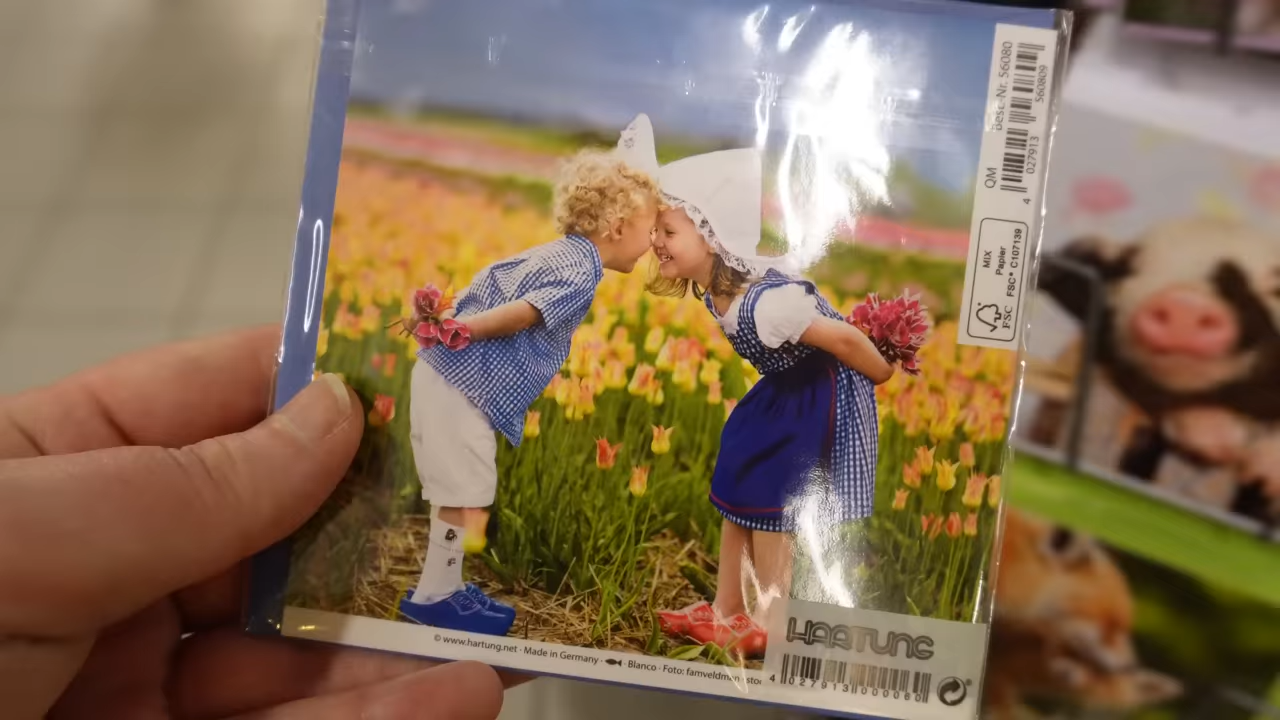 Best.-Nr. 56080
560809
QM
4 027913
MIX
Papier
FSC® C107139
FSC
© www.hartung.net · Made in Germany · Blanco · Foto: famveldman
HARTUNG
4 027913 000060